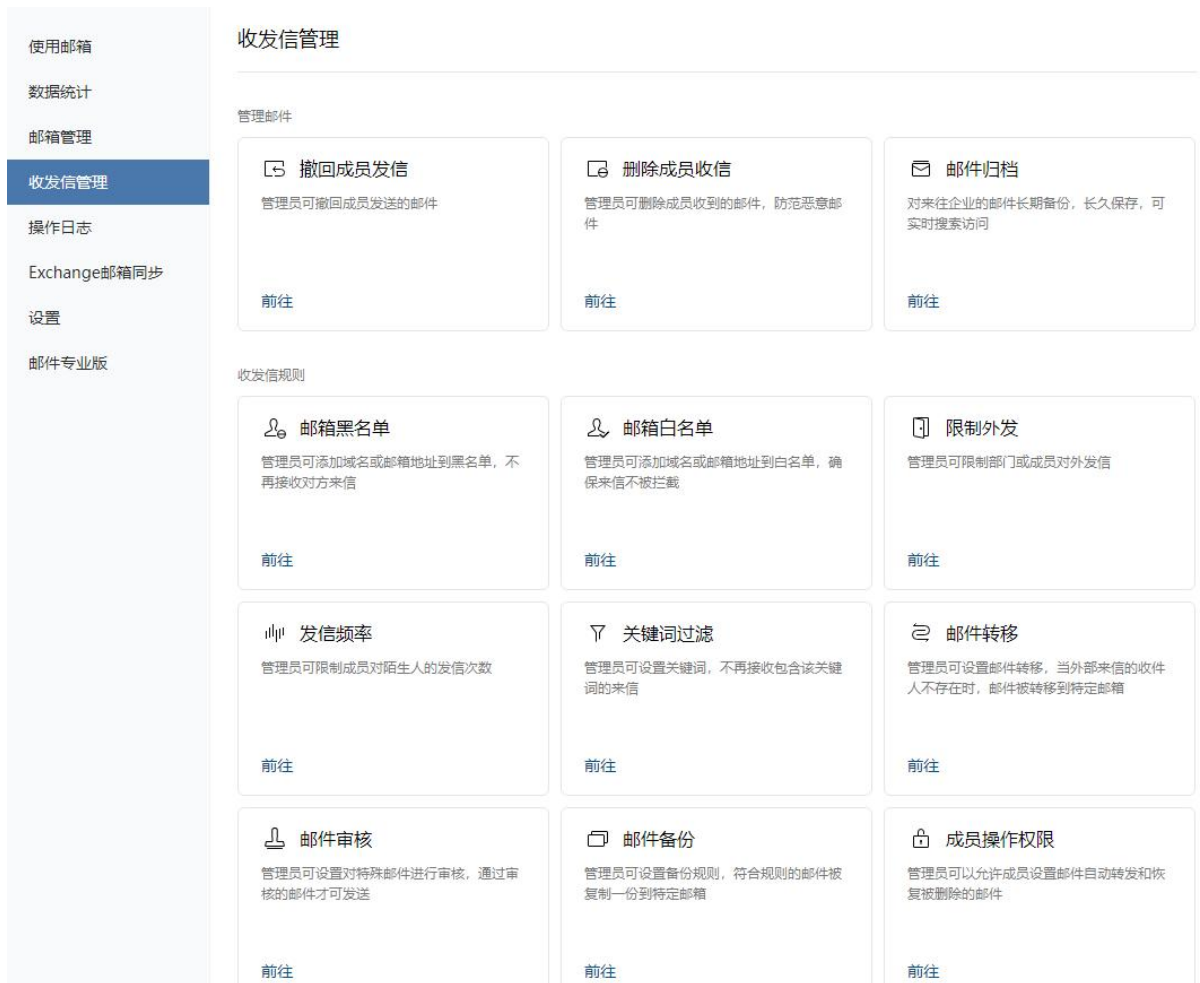 使用邮箱
数据统计
邮箱管理
收发信管理
操作日志
Exchange邮箱同步
设置
邮件专业版
收发信管理
管理邮件
撤回成员发信
管理员可撤回成员发送的邮件
前往
删除成员收信
管理员可删除成员收到的邮件，防范恶意邮
件
前往
邮件归档
对来往企业的邮件长期备份，长久保存，可
实时搜素访问
前往
收发信规则
邮箱黑名单
管理员可添加域名或邮箱地址到黑名单，不
再接收对方来信
前往
邮箱白名单
管理员可添加域名或邮箱地址到白名单，确
保来信不被拦截
前往
限制外发
管理员可限制部门或成员对外发信
前往
发信频率
管理员可限制成员对陌生人的发信次数
前往
关键词过滤
管理员可设置关键词，不再接收包含该关键
词的来信
前往
邮件转移
管理员可设置邮件转移，当外部来信的收件
人不存在时，邮件被转移到特定邮箱
前往
邮件审核
管理员可设置对特殊邮件进行审核，通过审
核的邮件才可发送
前往
邮件备份
管理员可设置备份规则，符合规则的邮件被
复制一份到特定邮箱
前往
成员操作权限
管理员可以允许成员设置邮件自动转发和恢
复被删除的邮件
前往